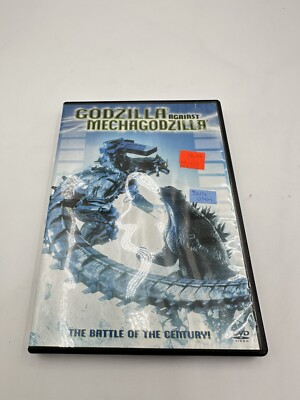 GODZILLA
AGAINST
MECHAGODZILLA
THE BATTLE OF THE CENTURY!
DVD
VIDEO